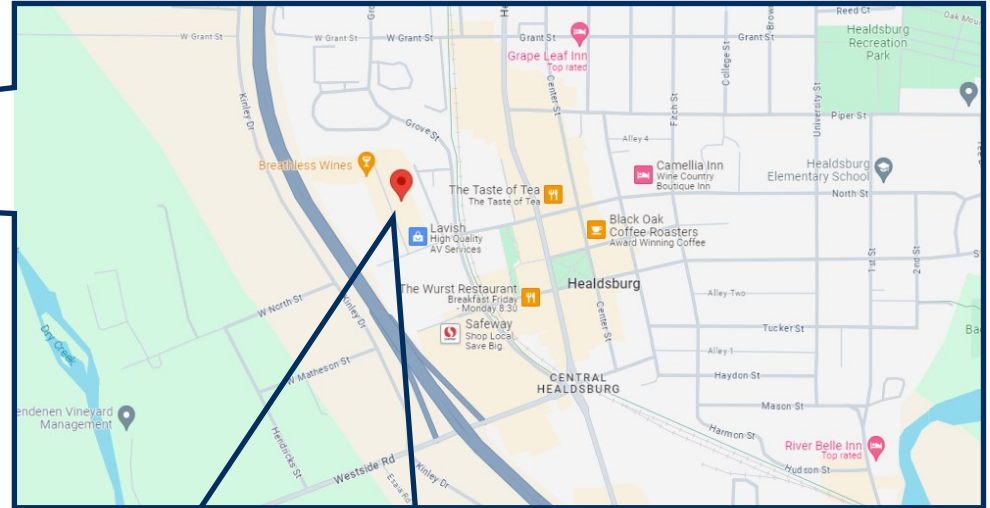 Reed Ct
W Grant St
W Grant St
W Grant St
Grant St
Grant St
Grape Leaf Inn
Top rated
Healdsburg
Recreation
Park
Kinley Dr
Center St
College St
Fitch St
University St
Piper St
Grove St
Alley 4
Breathless Wines
Camellia Inn
Wine Country
Boutique Inn
Healdsburg
Elementary School
The Taste of Tea
The Taste of Tea
North St
Lavish
High Quality
AV Services
Black Oak
Coffee Roasters
Award Winning Coffee
1 st St
2 nd St
The Wurst Restaurant
Breakfast Friday
- Monday 8:30
Healdsburg
Alley Two
W North St
Kinley Dr
Center St
Safeway
Shop Local
Save Big
Tucker St
Dry Creek
Alley 1
W Matheson St
CENTRAL
HEALDSBURG
Haydon St
endenen Vineyard
Management
Mason St
Harmon St
Hendricks St
River Belle Inn
Top rated
Westside Rd
Kinley Dr
Hudson St